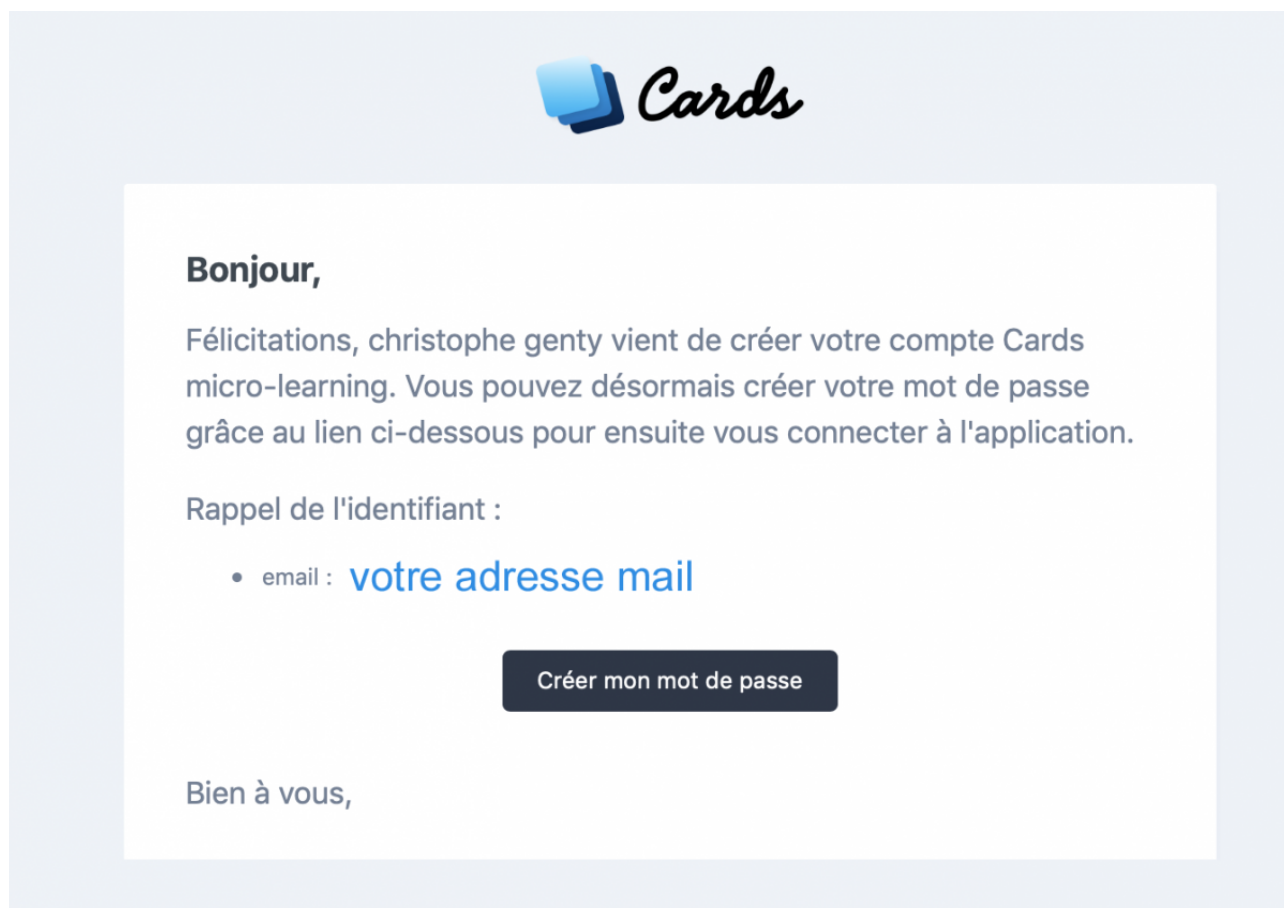 Cards
Bonjour,
Félicitations, christophe genty vient de créer votre compte Cards
micro-learning. Vous pouvez désormais créer votre mot de passe
grâce au lien ci-dessous pour ensuite vous connecter à l'application.
Rappel de l'identifiant :
• email : votre adresse mail
Créer mon mot de passe
Bien à vous,